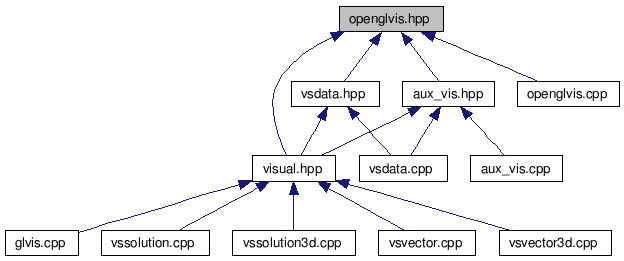 openglvis.hpp
vsdata.hpp
aux_vis.hpp
openglvis.cpp
visual.hpp
vsdata.cpp
aux_vis.cpp
glvis.cpp
vssolution.cpp
vssolution3d.cpp
vsvector.cpp
vsvector3d.cpp